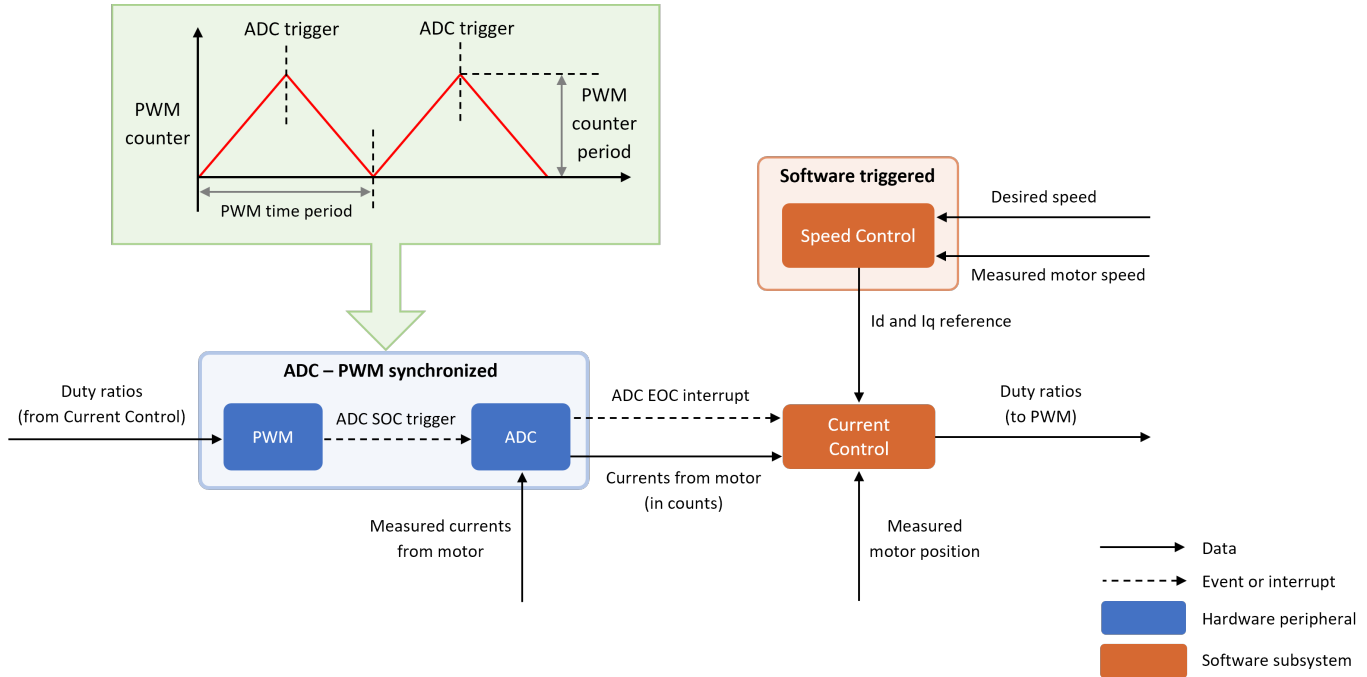 ADC trigger
ADC trigger
PWM
counter
PWM
counter
period
PWM time period
Software triggered
Speed Control
Desired speed
Measured motor speed
Id and Iq reference
ADC – PWM synchronized
Duty ratios
(from Current Control)
PWM
ADC SOC trigger
ADC
ADC EOC interrupt
Currents from motor
(in counts)
Current
Control
Duty ratios
(to PWM)
Measured currents
from motor
Measured
motor position
Data
Event or interrupt
Hardware peripheral
Software subsystem